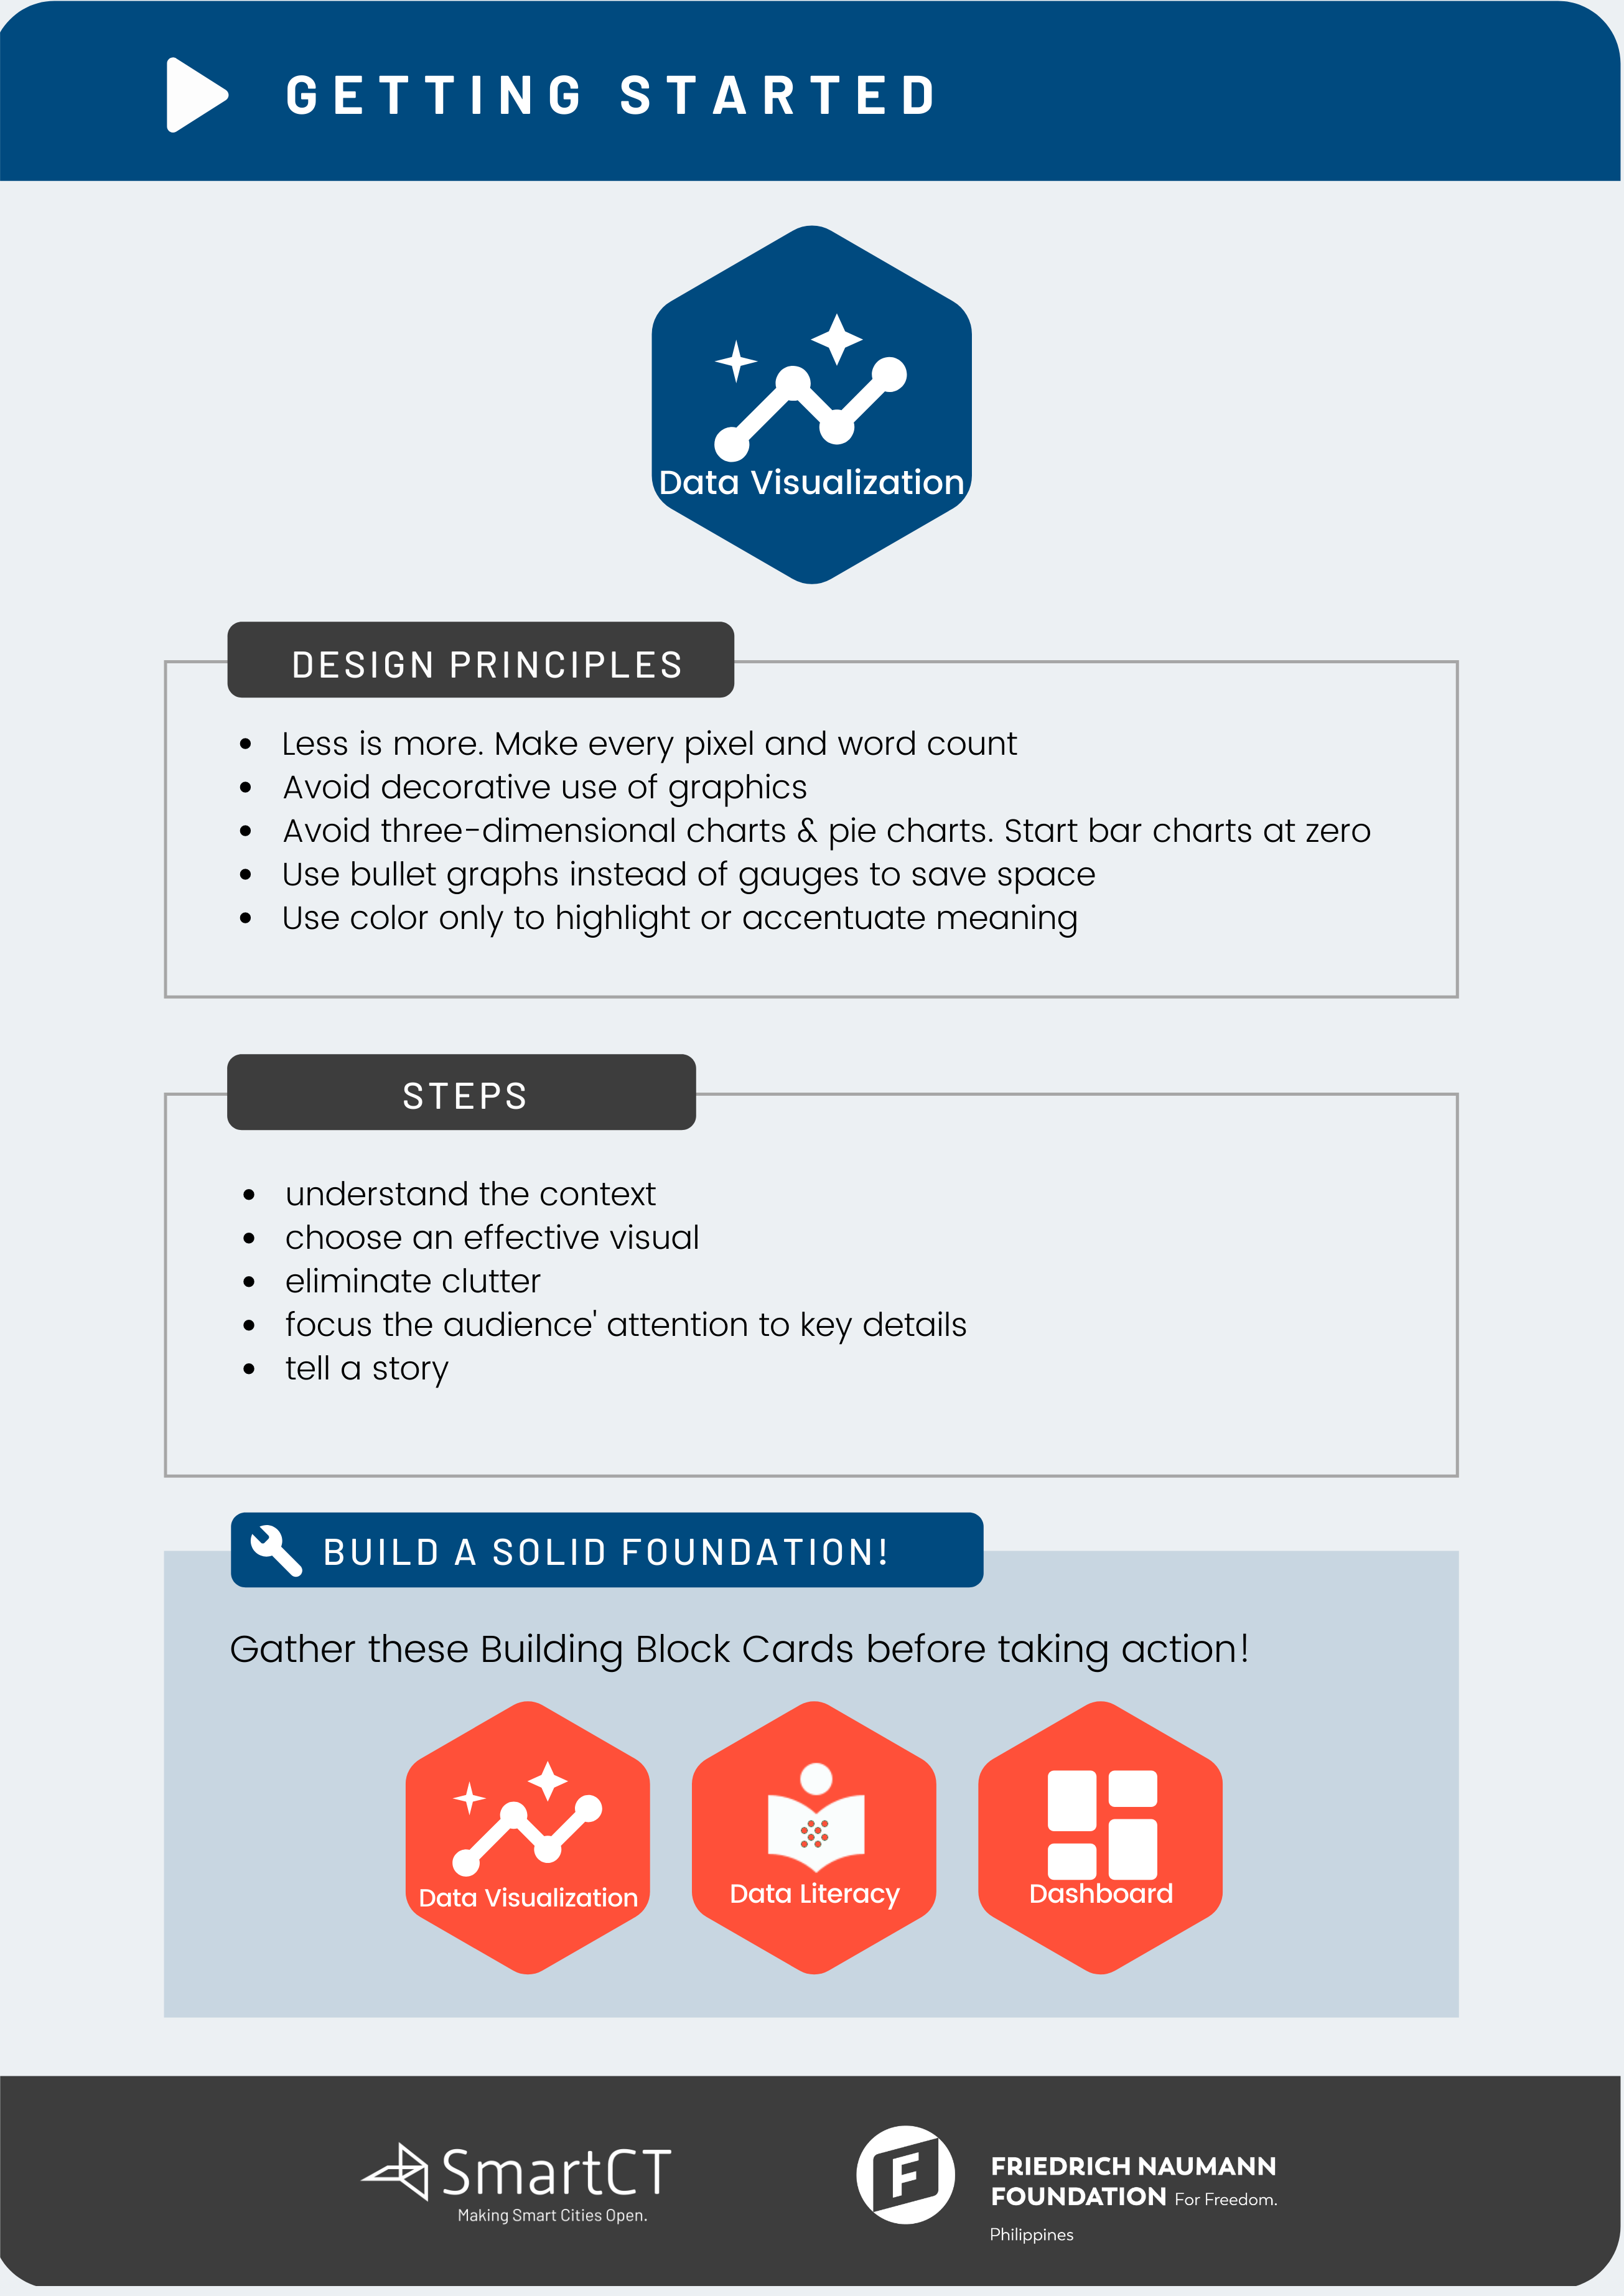 GETTING STARTED
Data Visualization
DESIGN PRINCIPLES
Less is more. Make every pixel and word count
Avoid decorative use of graphics
Avoid three-dimensional charts & pie charts. Start bar charts at zero
Use bullet graphs instead of gauges to save space
Use color only to highlight or accentuate meaning
STEPS
understand the context
choose an effective visual
eliminate clutter
focus the audience' attention to key details
tell a story
BUILD A SOLID FOUNDATION!
Gather these Building Block Cards before taking action!
Data Visualization
Data Literacy
Dashboard
SmartCT
Making Smart Cities Open.
F
FRIEDRICH NAUMANN
FOUNDATION For Freedom.
Philippines